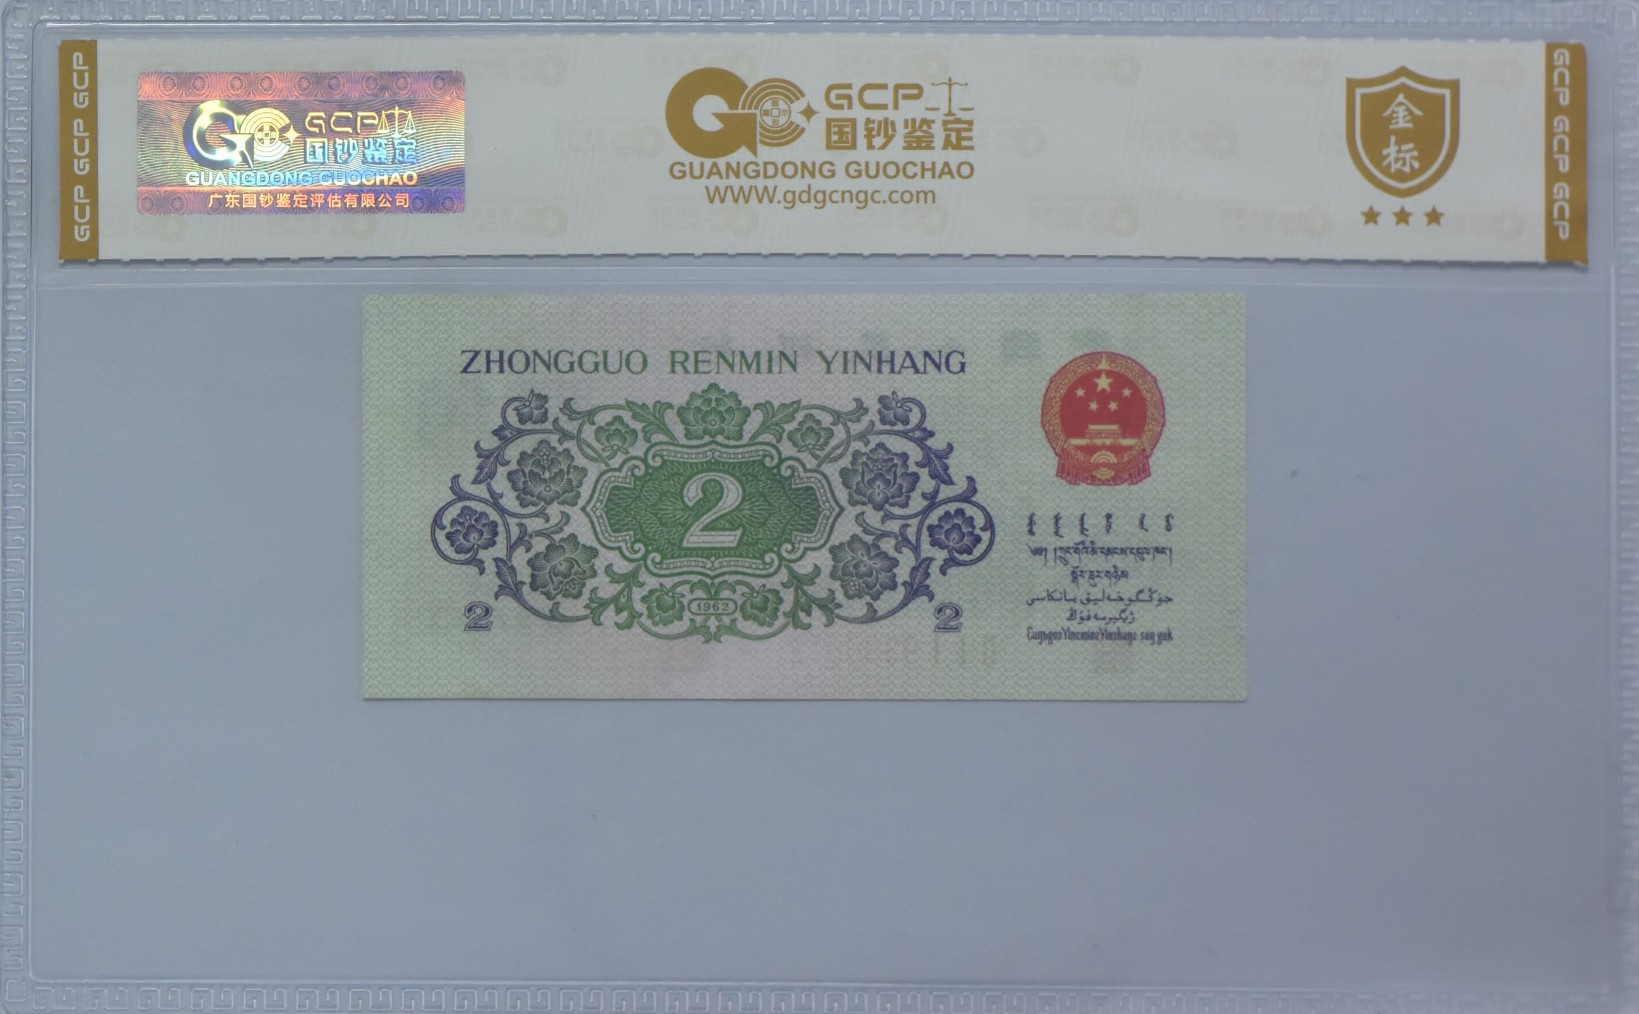 GCP GCP GCP
GCP
国钞鉴定
GUANGDONG GUOCHAO
广东国钞鉴定评估有限公司
GCP
国钞鉴定
GUANGDONG GUOCHAO
WWW.gdgcngc.com
金标
GCP GCP GCP
ZHONGGUO RENMIN YINHANG
2
1962
2
2
جۇڭگوخەلىق بانكاسى